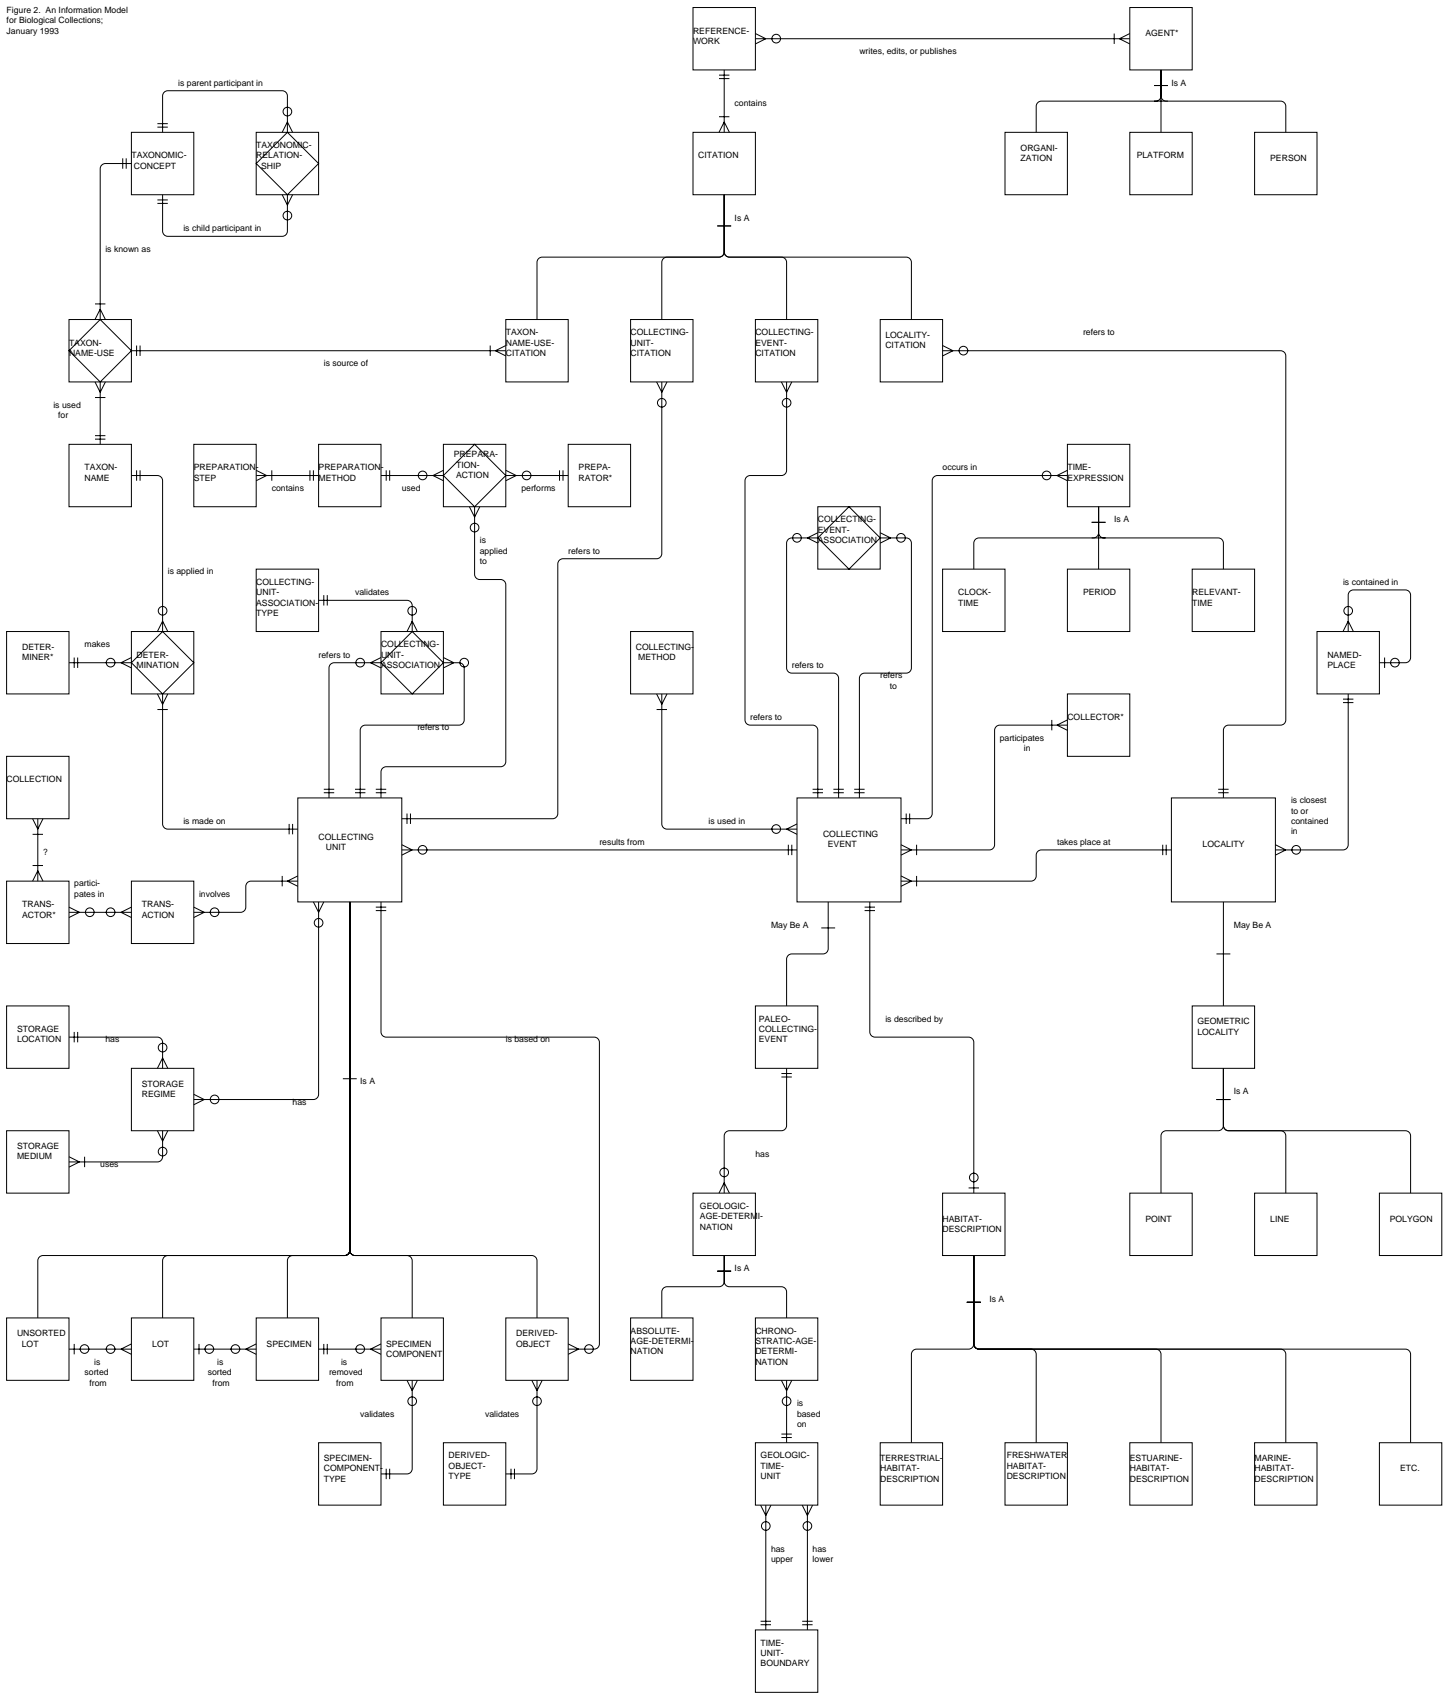 Figure 2. An Information Model
for Biological Collections;
January 1993
REFERENCE-
WORK
writes, edits, or publishes
AGENT*
Is A
contains
ORGANI-
ZATION
PLATFORM
PERSON
is parent participant in
TAXONOMIC-
CONCEPT
TAXONOMIC-
RELATION-
SHIP
is child participant in
is known as
CITATION
Is A
TAXON-
NAME-USE
is source of
TAXON-
NAME-USE-
CITATION
COLLECTING-
UNIT-
CITATION
COLLECTING-
EVENT-
CITATION
LOCALITY-
CITATION
refers to
is used
for
TAXON-
NAME
PREPARATION-
STEP
contains
PREPARATION-
METHOD
used
PREPARA-
TION-
ACTION
performs
PREPA-
RATOR*
is
applied
to
refers to
occurs in
TIME-
EXPRESSION
Is A
COLLECTING-
EVENT-
ASSOCIATION
CLOCK-
TIME
PERIOD
RELEVANT-
TIME
is contained in
NAMED-
PLACE
is applied in
COLLECTING-
UNIT-
ASSOCIATION-
TYPE
validates
DETER-
MINER*
makes
DETER-
MINATION
refers to
COLLECTING-
UNIT-
ASSOCIATION
refers to
COLLECTING-
METHOD
refers to
refers
to
refers to
COLLECTOR*
participates
in
COLLECTION
?
is made on
COLLECTING
UNIT
results from
is used in
COLLECTING
EVENT
takes place at
LOCALITY
is closest
to or
contained
in
TRANS-
ACTOR*
partici-
pates in
TRANS-
ACTION
involves
May Be A
May Be A
STORAGE
LOCATION
has
STORAGE
REGIME
has
STORAGE
MEDIUM
uses
Is A
is based on
PALEO-
COLLECTING-
EVENT
is described by
GEOMETRIC
LOCALITY
Is A
has
GEOLOGIC-
AGE-DETERMI-
NATION
Is A
HABITAT-
DESCRIPTION
Is A
POINT
LINE
POLYGON
UNSORTED
LOT
is
sorted
from
LOT
is
sorted
from
SPECIMEN
is
removed
from
SPECIMEN
COMPONENT
DERIVED-
OBJECT
ABSOLUTE-
AGE-DETERMI-
NATION
CHRONO-
STRATIC-AGE-
DETERMI-
NATION
validates
validates
is
based
on
SPECIMEN-
COMPONENT-
TYPE
DERIVED-
OBJECT-
TYPE
GEOLOGIC-
TIME-
UNIT
TERRESTRIAL-
HABITAT-
DESCRIPTION
FRESHWATER
HABITAT-
DESCRIPTION
ESTUARINE-
HABITAT-
DESCRIPTION
MARINE-
HABITAT-
DESCRIPTION
ETC.
has
upper
has
lower
TIME-
UNIT-
BOUNDARY